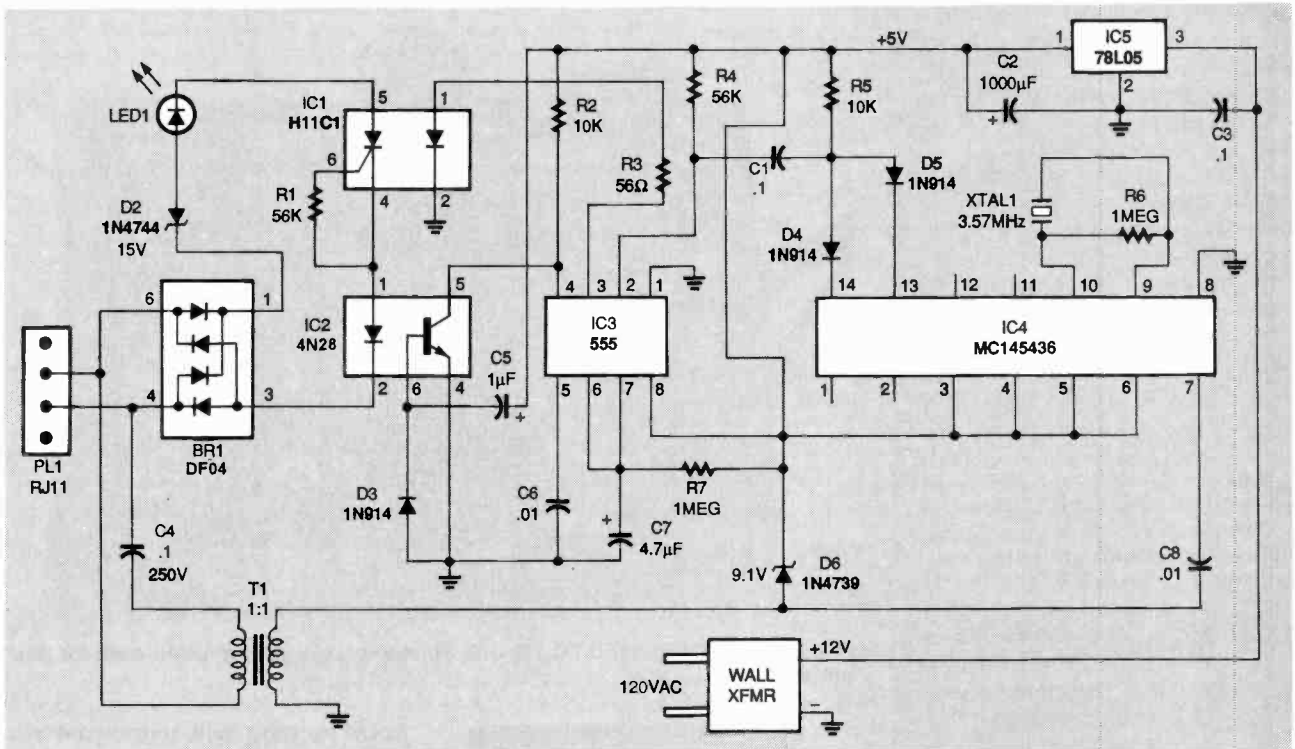 LED1
D2
1N4744
15V
PL1
RJ11
6
1
4
3
BR1
DF04
C4
.1
250V
T1
1:1
IC1
H11C1
5
1
6
4
2
R1
56K
IC2
4N28
1
5
2
6
4
D3
1N914
C5
1µF
+
R2
10K
R3
56Ω
4
3
2
1
IC3
555
5
6
7
8
C6
.01
+
C7
4.7µF
R7
1MEG
R4
56K
C1
.1
R5
10K
D4
1N914
D5
1N914
+5V
C2
1000µF
+
1
IC5
78L05
3
2
C3
.1
XTAL1
3.57MHz
R6
1MEG
14
13
12
11
10
9
8
IC4
MC145436
1
2
3
4
5
6
7
9.1V
D6
1N4739
C8
.01
120VAC
WALL
XFMR
+12V
–